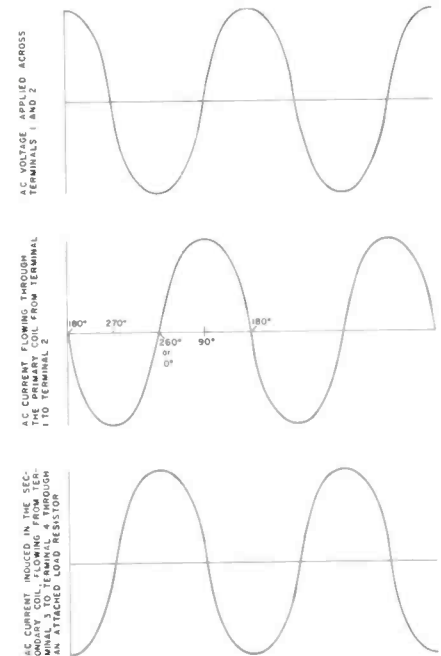 AC VOLTAGE APPLIED ACROSS
TERMINALS 1 AND 2
AC CURRENT FLOWING THROUGH
THE PRIMARY COIL FROM TERMINAL
1 TO TERMINAL 2
180°
270°
260°
or
0°
90°
180°
AC CURRENT INDUCED IN THE SEC-
ONDARY COIL, FLOWING FROM TER-
MINAL 3 TO TERMINAL 4 THROUGH
AN ATTACHED LOAD RESISTOR